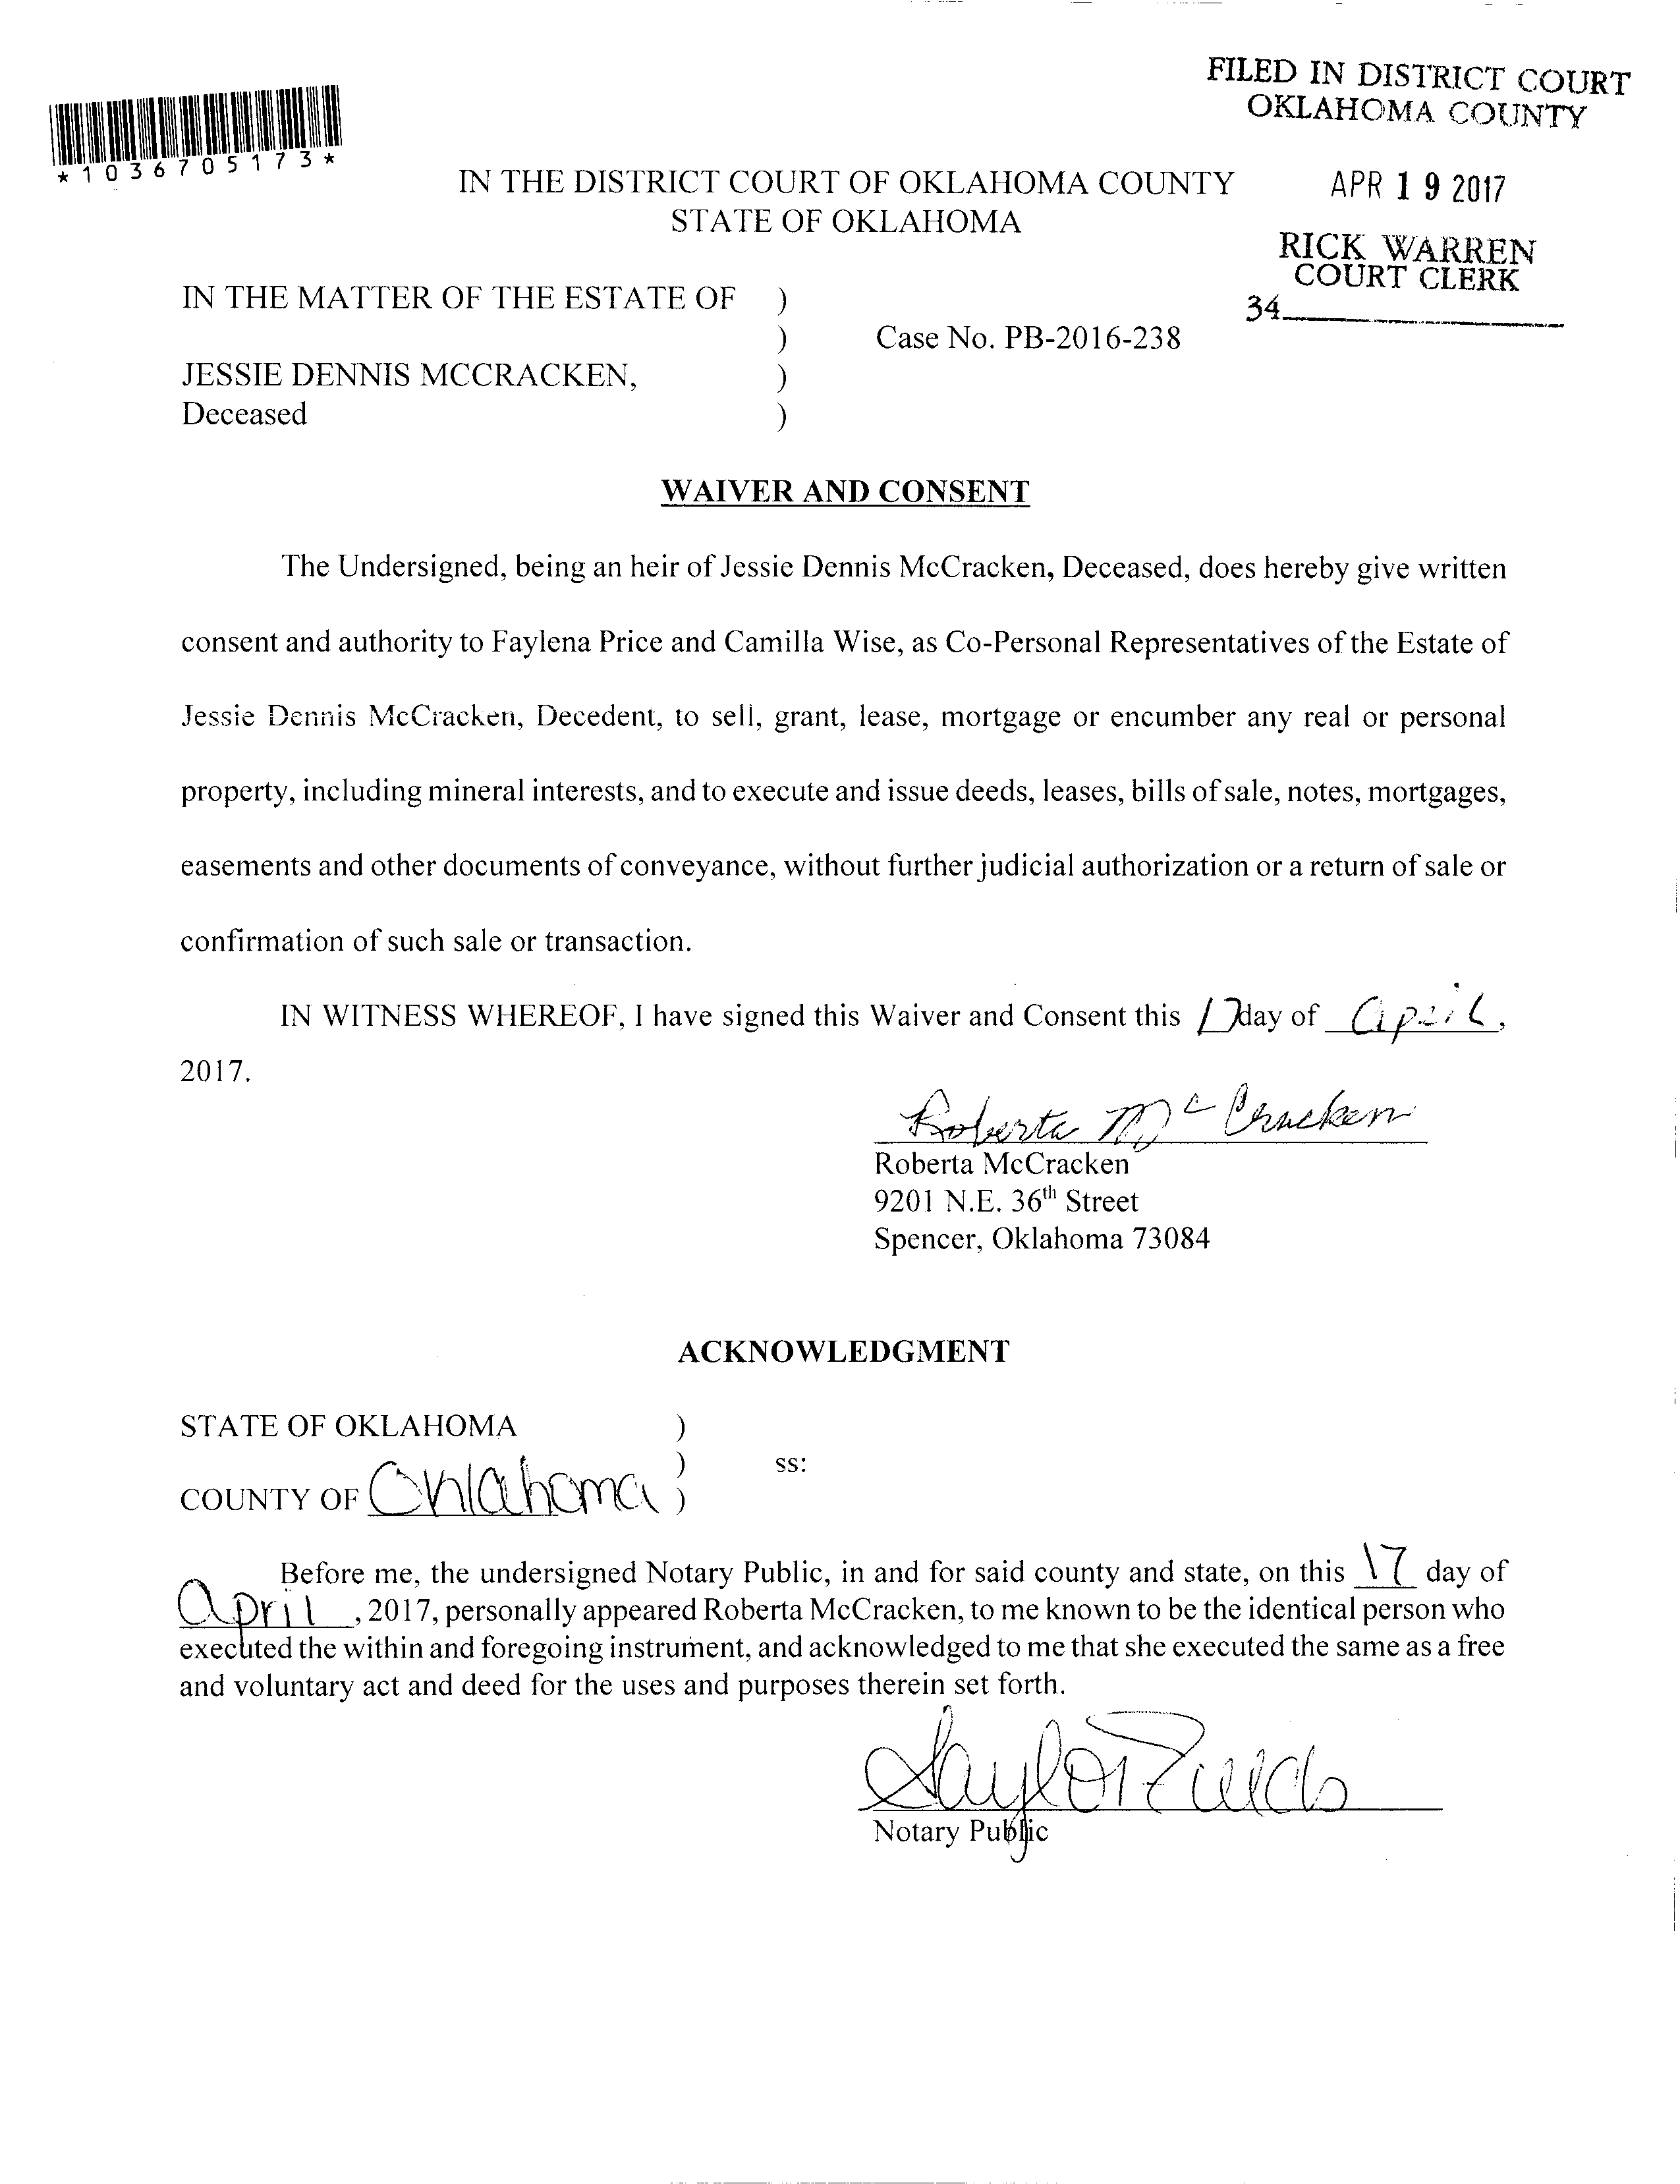 FILED IN DISTRICT COURT
OKLAHOMA COUNTY
*1036705173*
IN THE DISTRICT COURT OF OKLAHOMA COUNTY
APR 19 2017
STATE OF OKLAHOMA
RICK WARREN
COURT CLERK
34
IN THE MATTER OF THE ESTATE OF )
) Case No. PB-2016-238
JESSIE DENNIS MCCRACKEN, )
Deceased )
WAIVER AND CONSENT
The Undersigned, being an heir of Jessie Dennis McCracken, Deceased, does hereby give written
consent and authority to Faylena Price and Camilla Wise, as Co-Personal Representatives of the Estate of
Jessie Dennis McCracken, Decedent, to sell, grant, lease, mortgage or encumber any real or personal
property, including mineral interests, and to execute and issue deeds, leases, bills of sale, notes, mortgages,
easements and other documents of conveyance, without further judicial authorization or a return of sale or
confirmation of such sale or transaction.
IN WITNESS WHEREOF, I have signed this Waiver and Consent this 17 day of April,
2017.
Roberta McCracken
Roberta McCracken
9201 N.E. 36th Street
Spencer, Oklahoma 73084
ACKNOWLEDGMENT
STATE OF OKLAHOMA )
) ss:
COUNTY OF Oklahoma )
Before me, the undersigned Notary Public, in and for said county and state, on this 17 day of
April, 2017, personally appeared Roberta McCracken, to me known to be the identical person who
executed the within and foregoing instrument, and acknowledged to me that she executed the same as a free
and voluntary act and deed for the uses and purposes therein set forth.
Taylor Fields
Notary Public